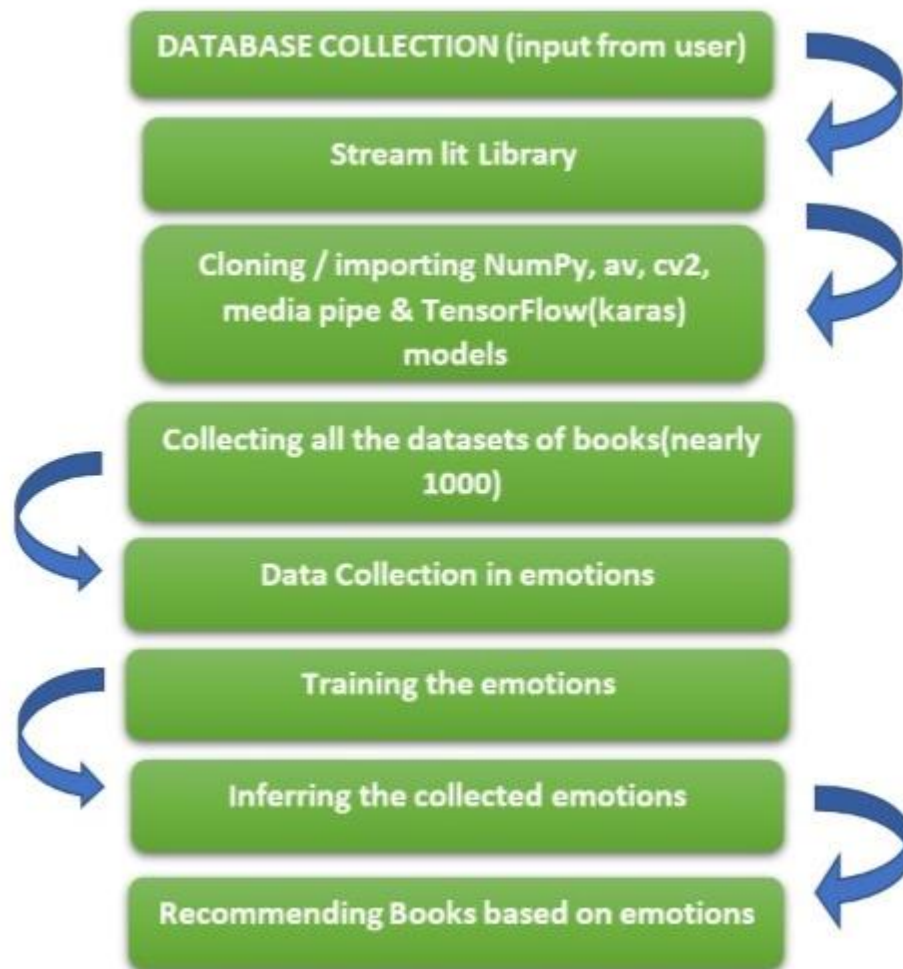 DATABASE COLLECTION (input from user)
Stream lit Library
Cloning / importing NumPy, av, cv2,
media pipe & TensorFlow(karas)
models
Collecting all the datasets of books(nearly
1000)
Data Collection in emotions
Training the emotions
Inferring the collected emotions
Recommending Books based on emotions